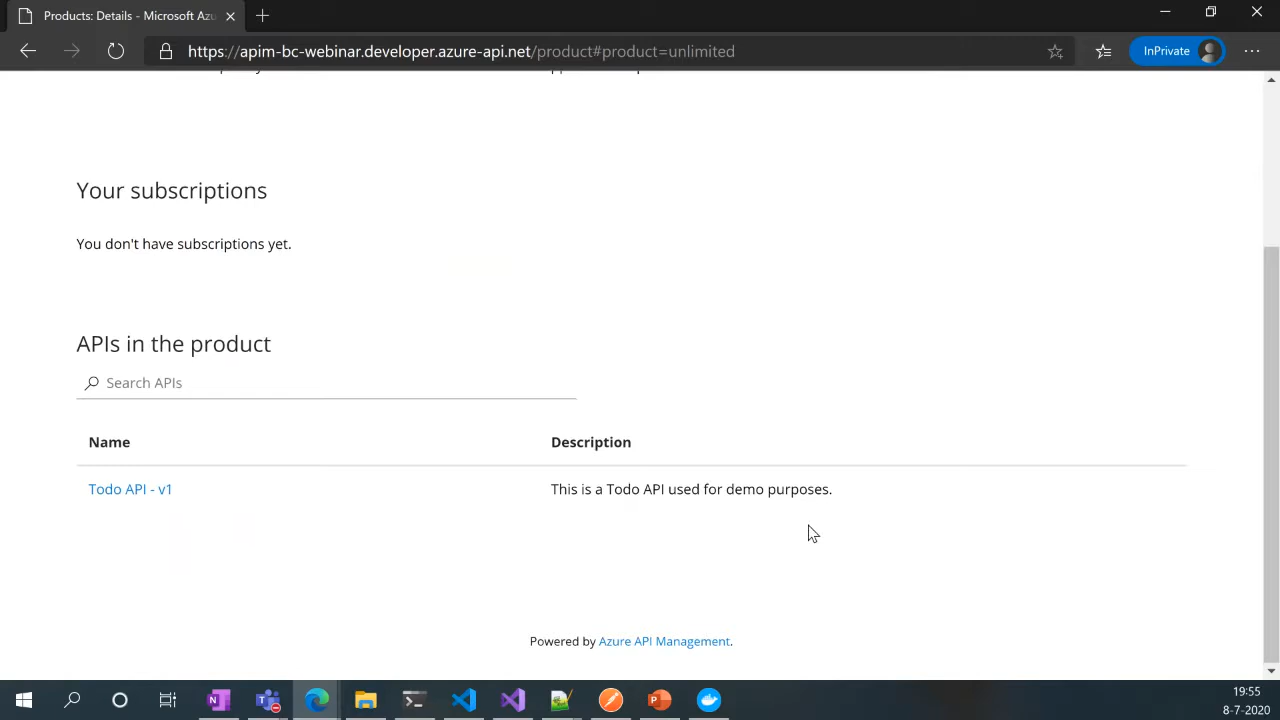 Products: Details - Microsoft Azu
https://apim-bc-webinar.developer.azure-api.net/product#product=unlimited
InPrivate
Your subscriptions
You don't have subscriptions yet.
APIs in the product
Search APIs
Name Description
Todo API - v1 This is a Todo API used for demo purposes.
Powered by Azure API Management.
19:55
8-7-2020